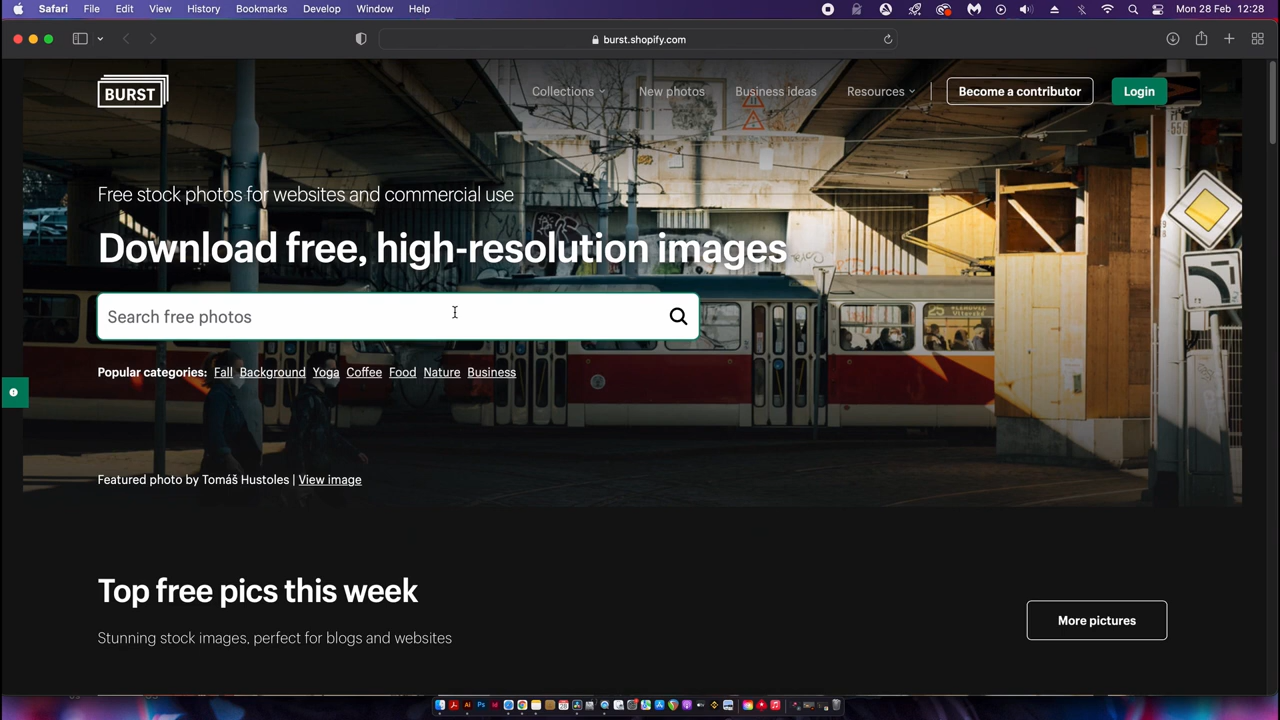 Safari File Edit View History Bookmarks Develop Window Help Mon 28 Feb 12:28
burst.shopify.com
BURST Collections New photos Business ideas Resources Become a contributor Login
Free stock photos for websites and commercial use
Download free, high-resolution images
Search free photos
Popular categories: Fall Background Yoga Coffee Food Nature Business
Featured photo by Tomáš Hustoles | View image
Top free pics this week
Stunning stock images, perfect for blogs and websites
More pictures